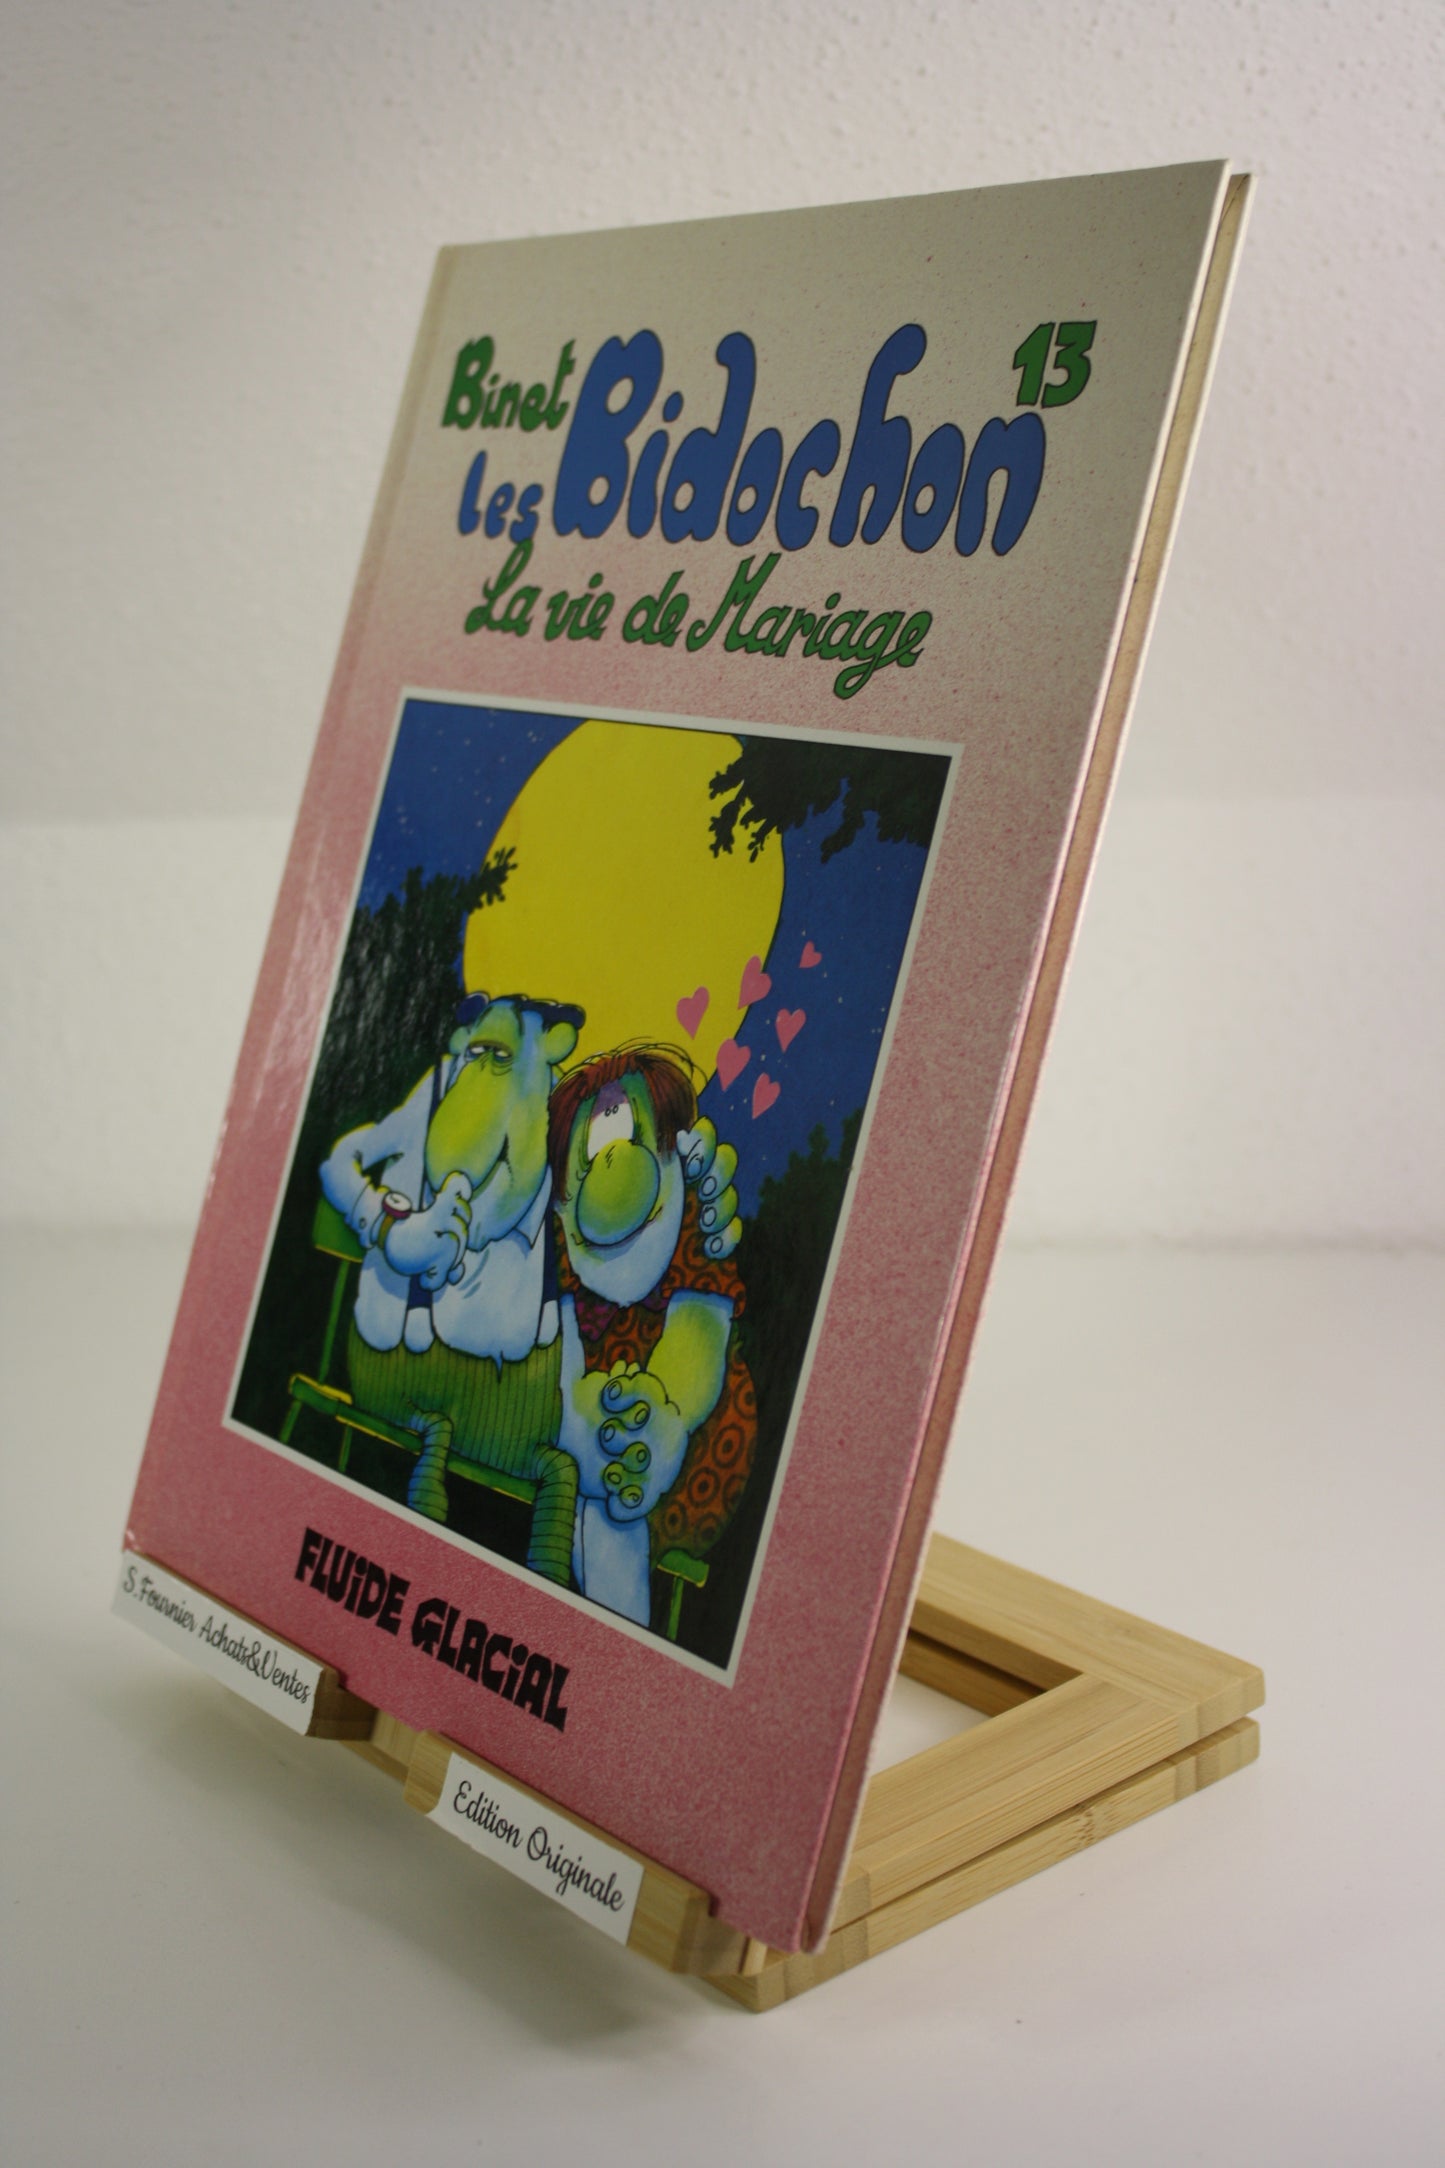 13
Binet
les Bidochon
La vie de Mariage
FLUIDE GLACIAL
S.Fournier Achats&Ventes
Edition Originale